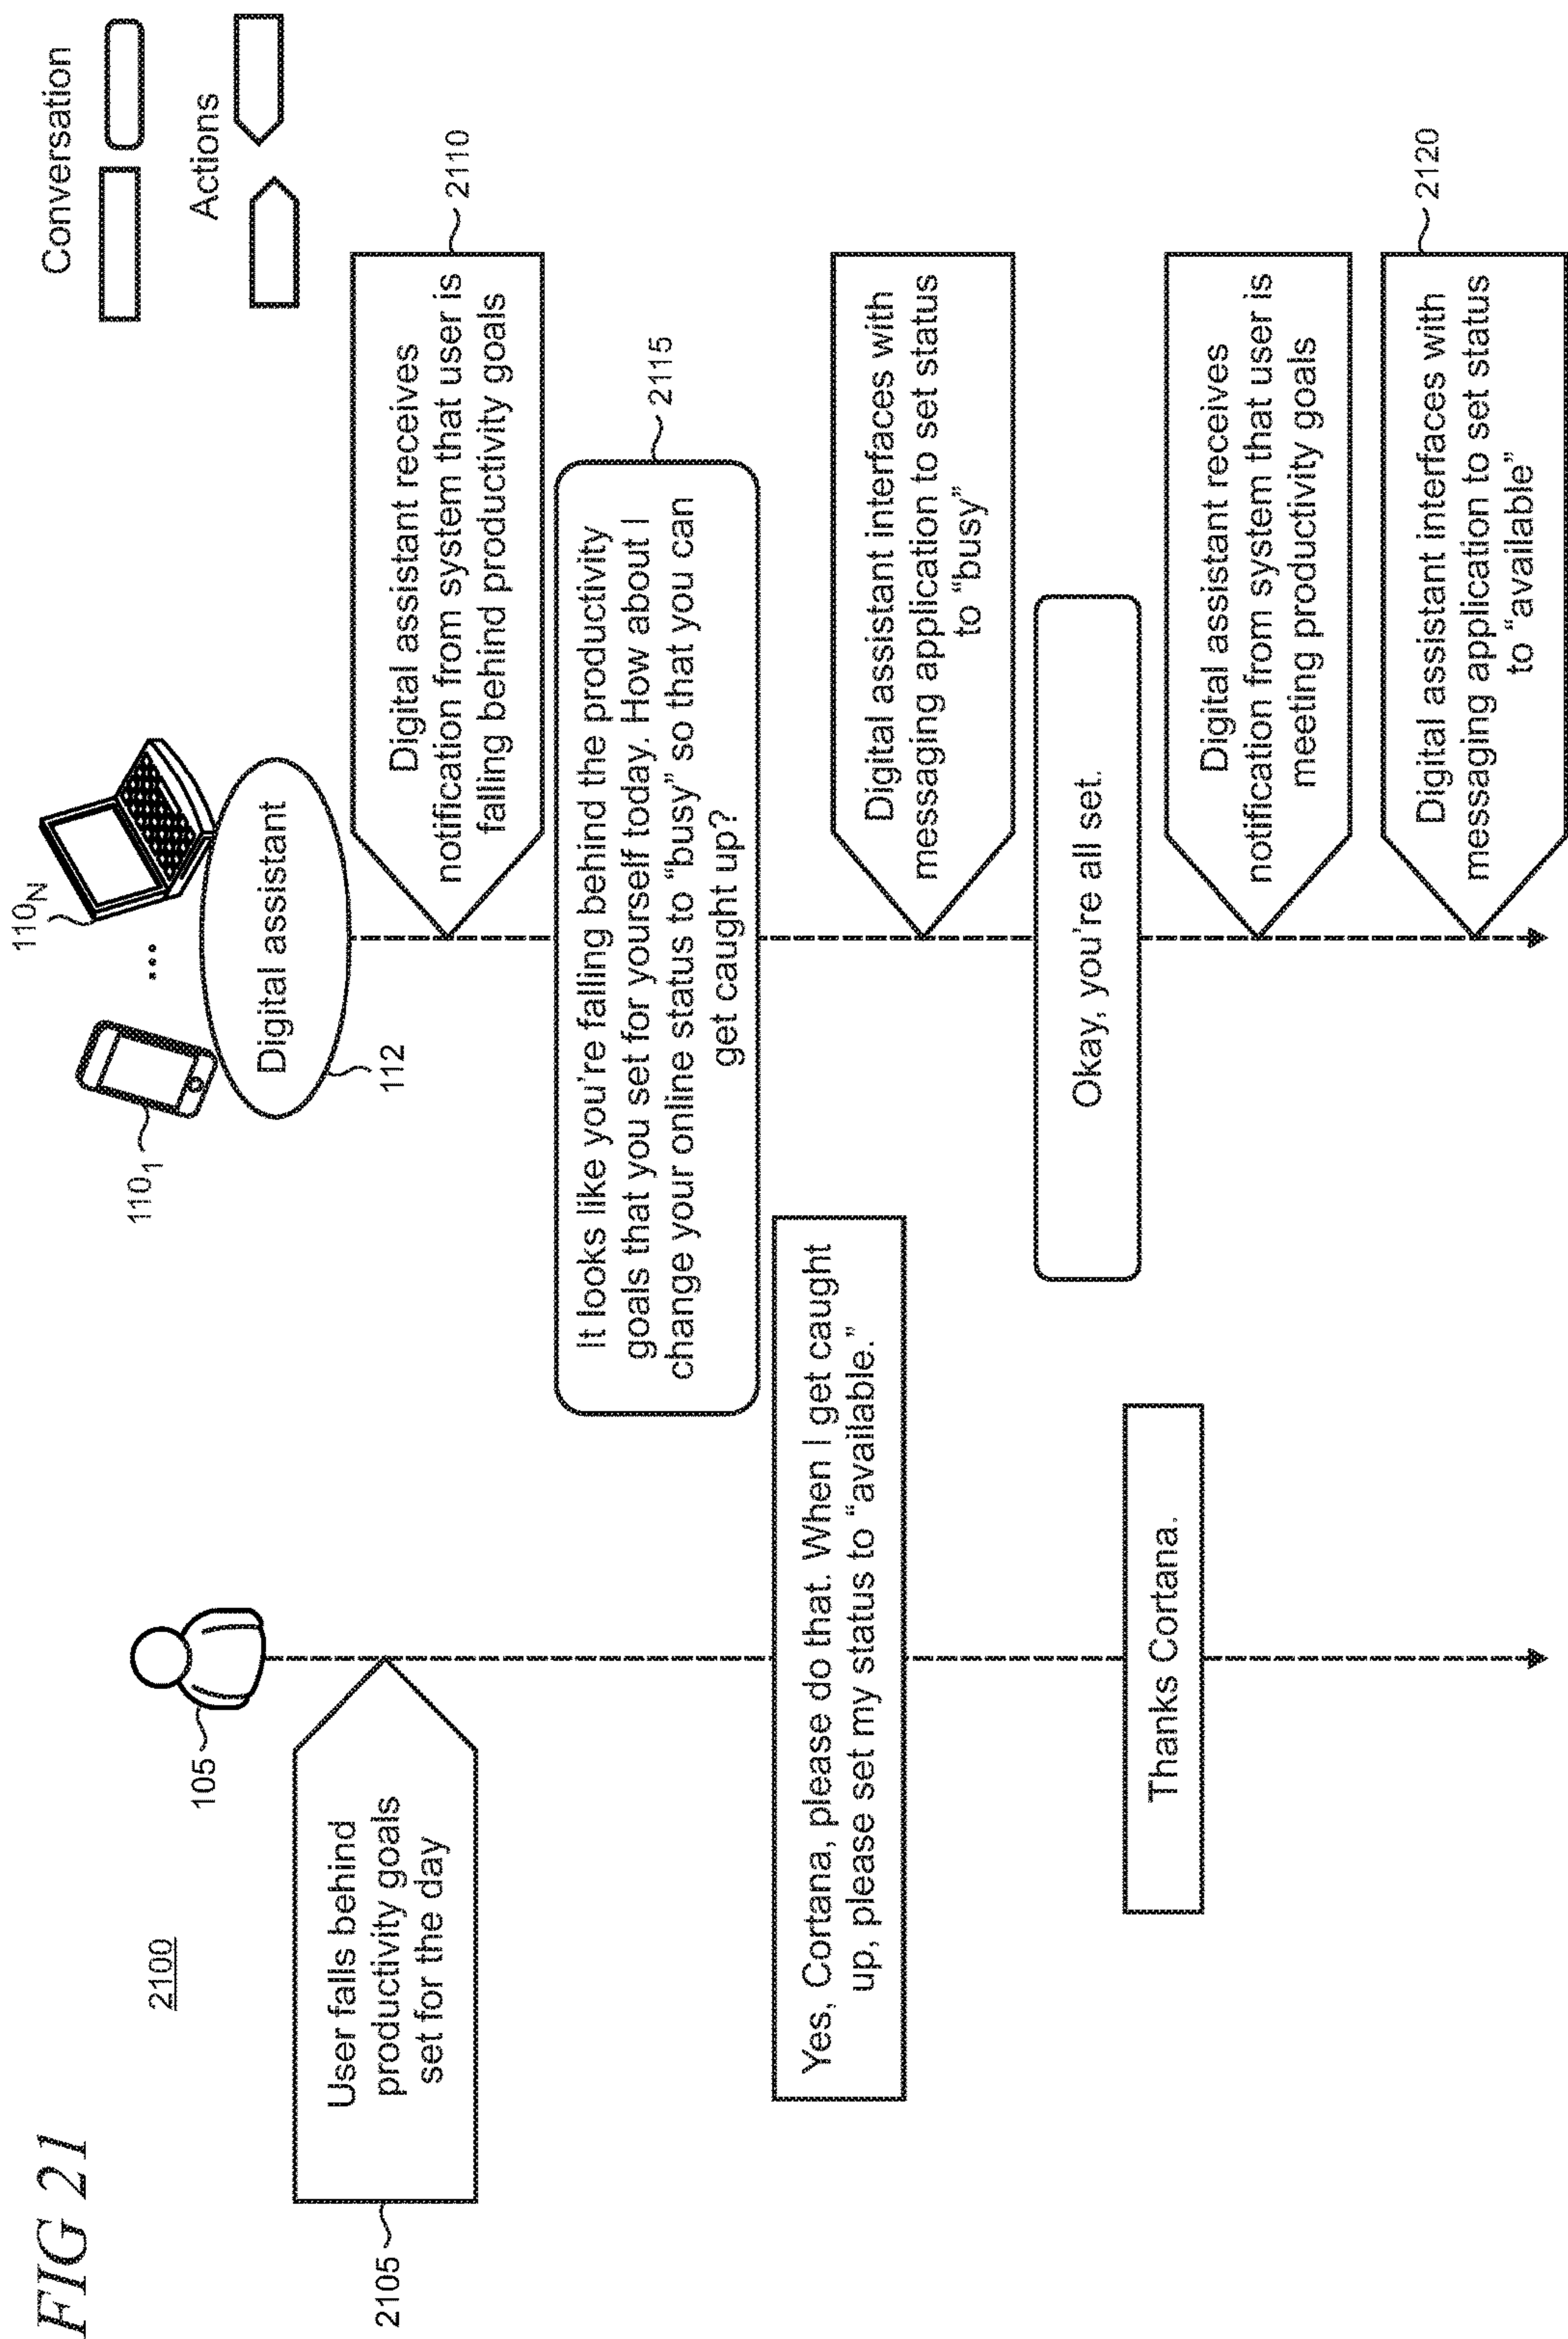 FIG 21
2100
Conversation
Actions
105
110₁
...
110N
Digital assistant
112
User falls behind
productivity goals
set for the day
2105
Digital assistant receives
notification from system that user is
falling behind productivity goals
2110
It looks like you're falling behind the productivity
goals that you set for yourself today. How about I
change your online status to “busy” so that you can
get caught up?
2115
Yes, Cortana, please do that. When I get caught
up, please set my status to “available.”
Digital assistant interfaces with
messaging application to set status
to “busy”
Okay, you're all set.
Thanks Cortana.
Digital assistant receives
notification from system that user is
meeting productivity goals
Digital assistant interfaces with
messaging application to set status
to “available”
2120